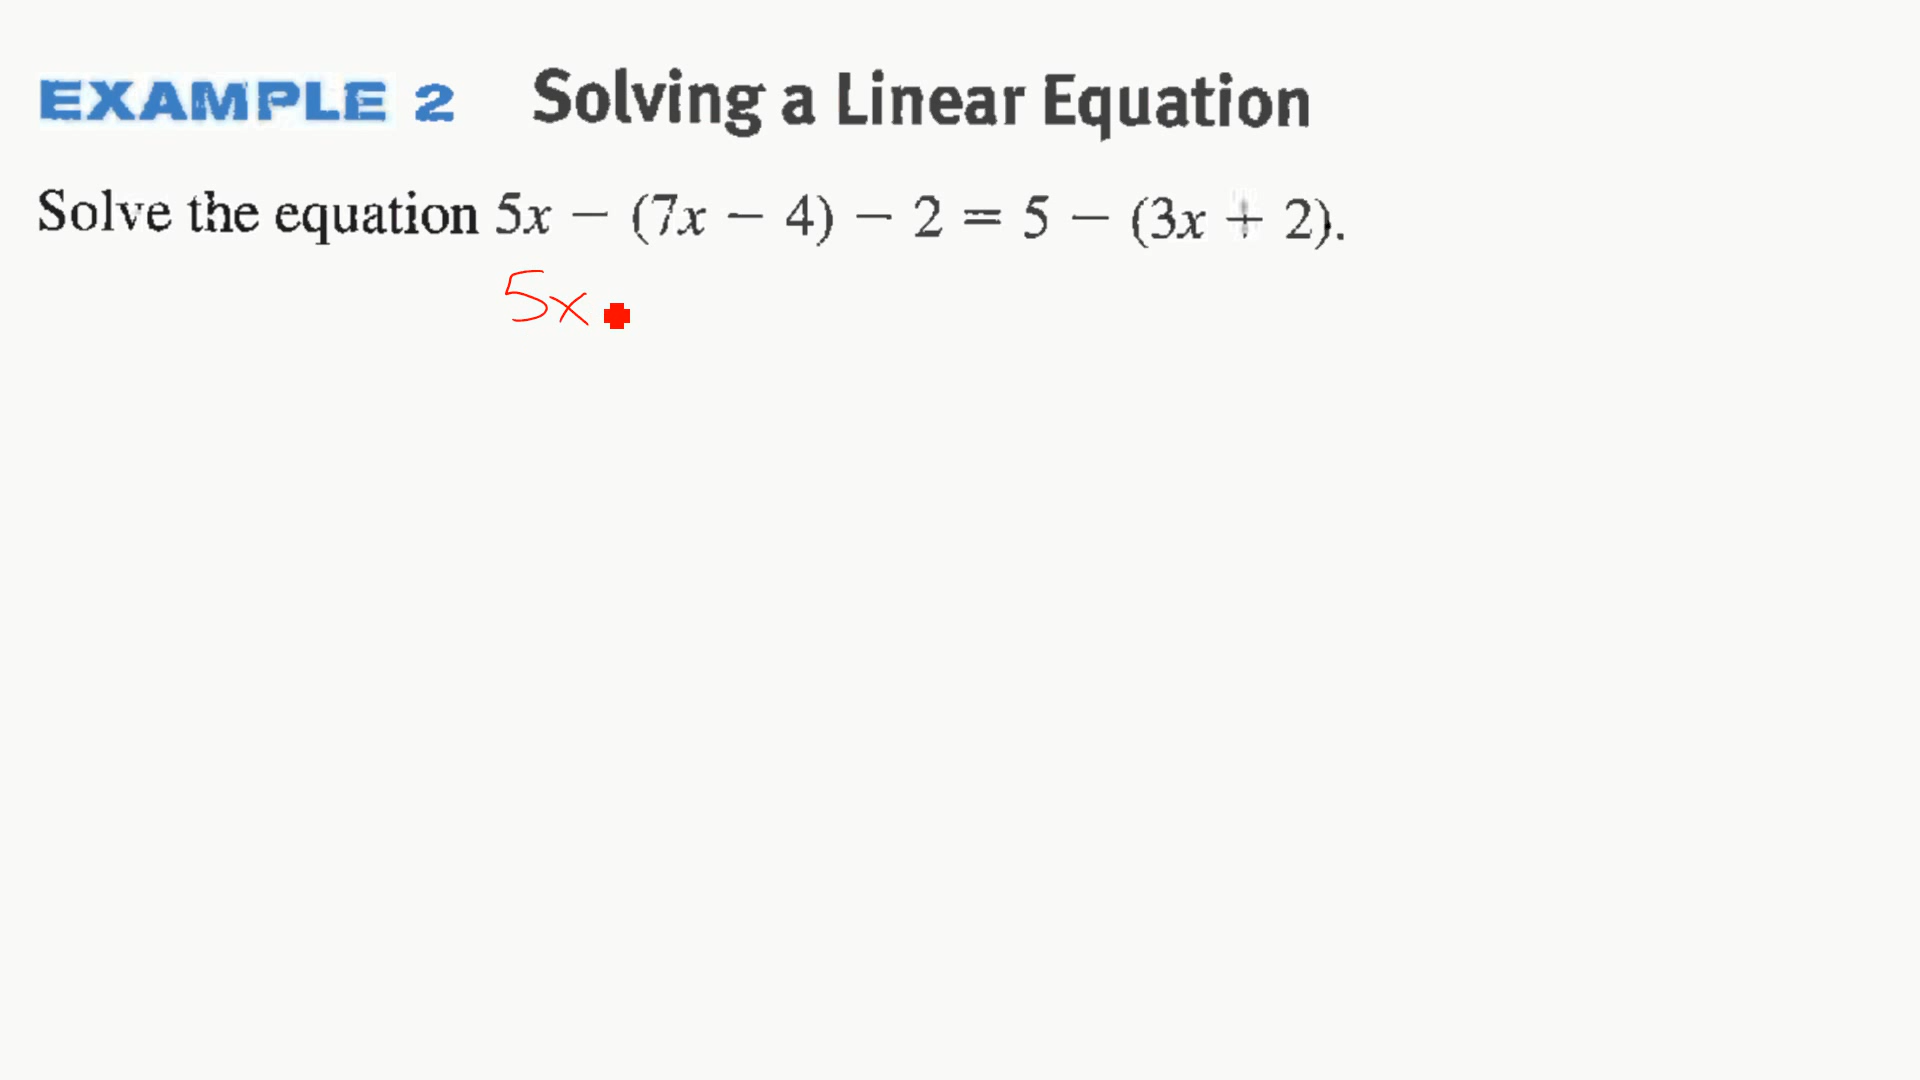 EXAMPLE 2 Solving a Linear Equation
Solve the equation 5x − (7x − 4) − 2 = 5 − (3x + 2).
5x